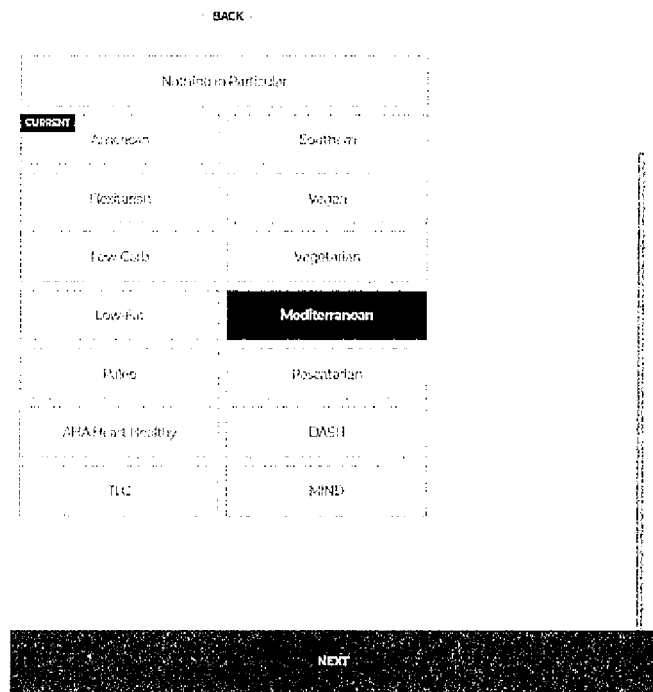 BACK
Nothing in Particular
CURRENT
American Southern
Flexitarian Vegan
Low Carb Vegetarian
Low-Fat Mediterranean
Paleo Pescatarian
AHA Heart Healthy DASH
TLC MIND
NEXT